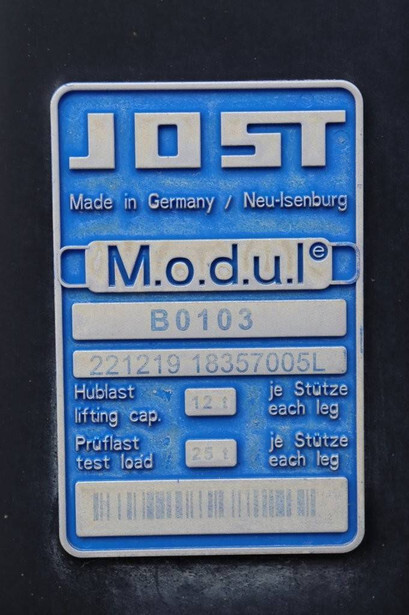 JOST
Made in Germany / Neu-Isenburg
M.o.d.u.l e
B0103
221219 18357005L
Hublast 12 t je Stütze
lifting cap. each leg
Prüflast 25 t je Stütze
test load each leg